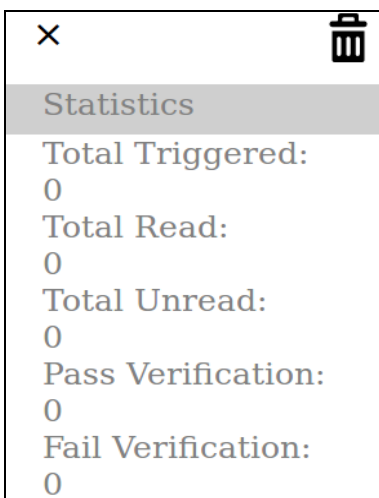 ×
Statistics
Total Triggered:
0
Total Read:
0
Total Unread:
0
Pass Verification:
0
Fail Verification:
0